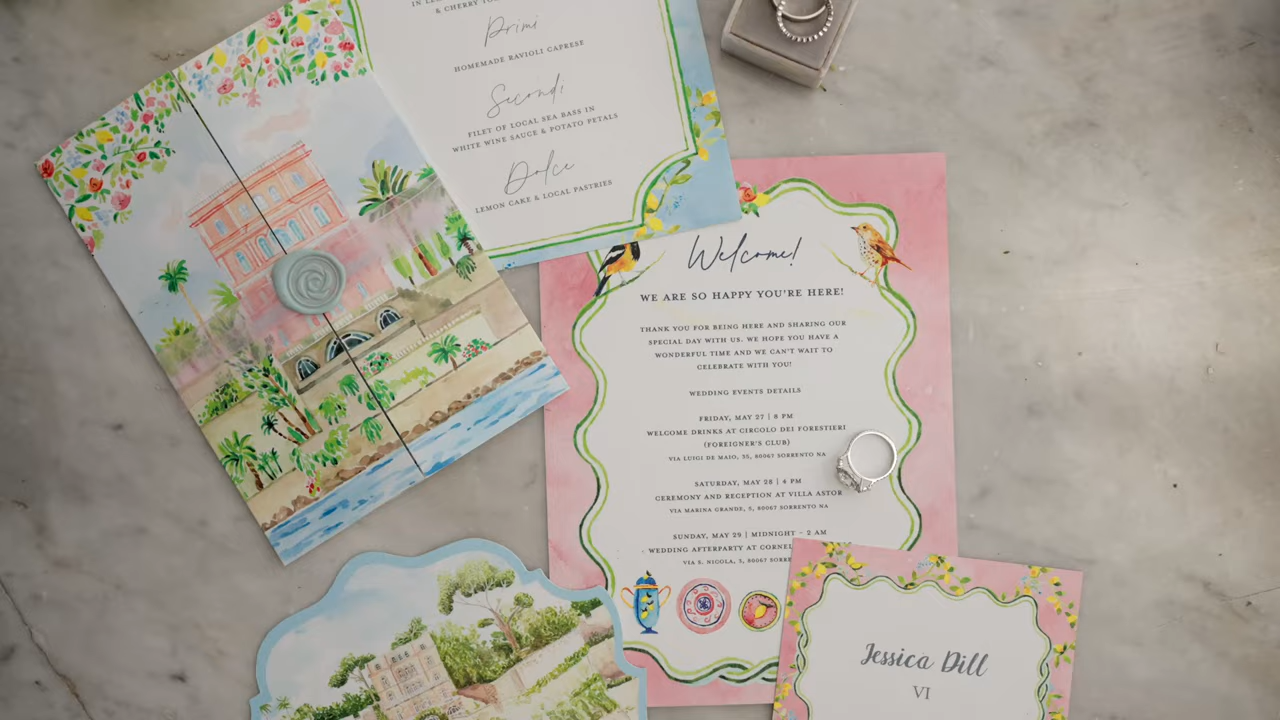 & CHERRY TO
Primi
HOMEMADE RAVIOLI CAPRESE
Secondi
FILET OF LOCAL SEA BASS IN
WHITE WINE SAUCE & POTATO PETALS
Dolce
LEMON CAKE & LOCAL PASTRIES
Welcome!
WE ARE SO HAPPY YOU'RE HERE!
THANK YOU FOR BEING HERE AND SHARING OUR
SPECIAL DAY WITH US. WE HOPE YOU HAVE A
WONDERFUL TIME AND WE CAN'T WAIT TO
CELEBRATE WITH YOU!
WEDDING EVENTS DETAILS
FRIDAY, MAY 27 | 8 PM
WELCOME DRINKS AT CIRCOLO DEI FORESTIERI
(FOREIGNER'S CLUB)
VIA LUIGI DE MAIO, 35, 80067 SORRENTO NA
SATURDAY, MAY 28 | 4 PM
CEREMONY AND RECEPTION AT VILLA ASTOR
VIA MARINA GRANDE, 5, 80067 SORRENTO NA
SUNDAY, MAY 29 | MIDNIGHT - 2 AM
WEDDING AFTERPARTY AT CORNEL
VIA S. NICOLA, 3, 80067 SORRE
Jessica Dill
VI